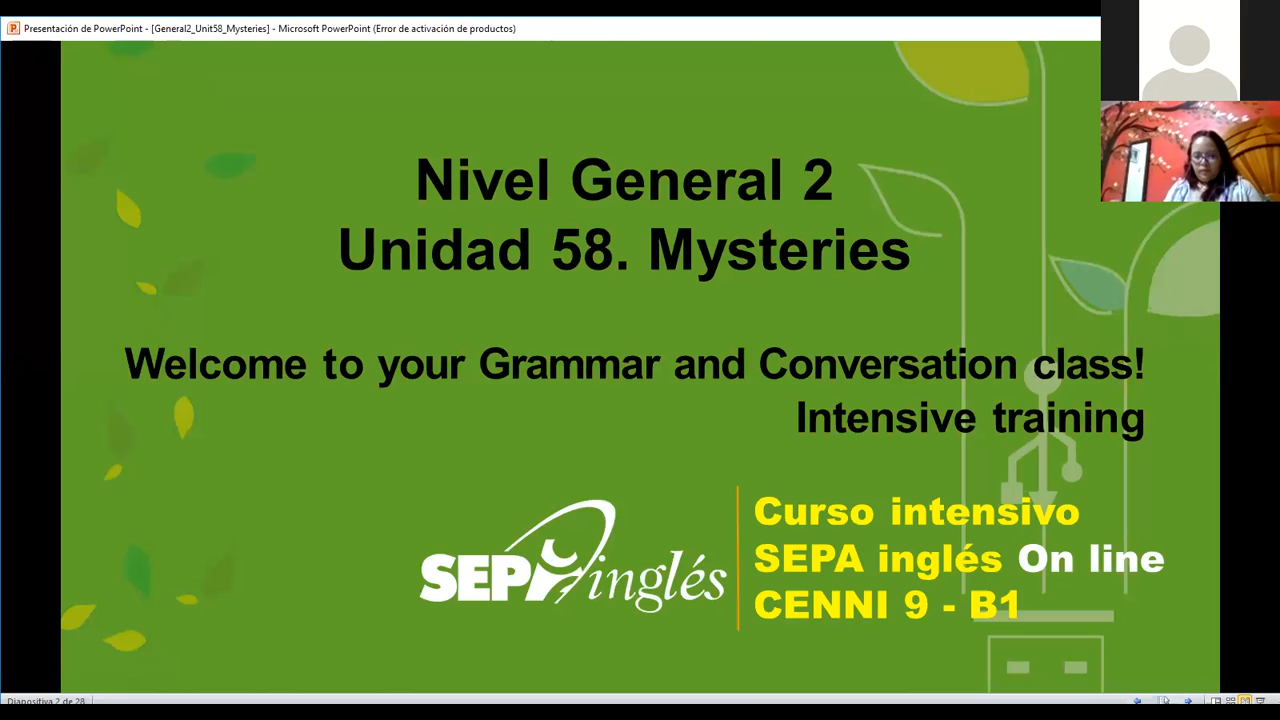 Presentación de PowerPoint - [General2_Unit58_Mysteries] - Microsoft PowerPoint (Error de activación de productos)
Nivel General 2
Unidad 58. Mysteries
Welcome to your Grammar and Conversation class!
Intensive training
SEPA inglés
Curso intensivo
SEPA inglés On line
CENNI 9 - B1
Diapositiva 2 de 28